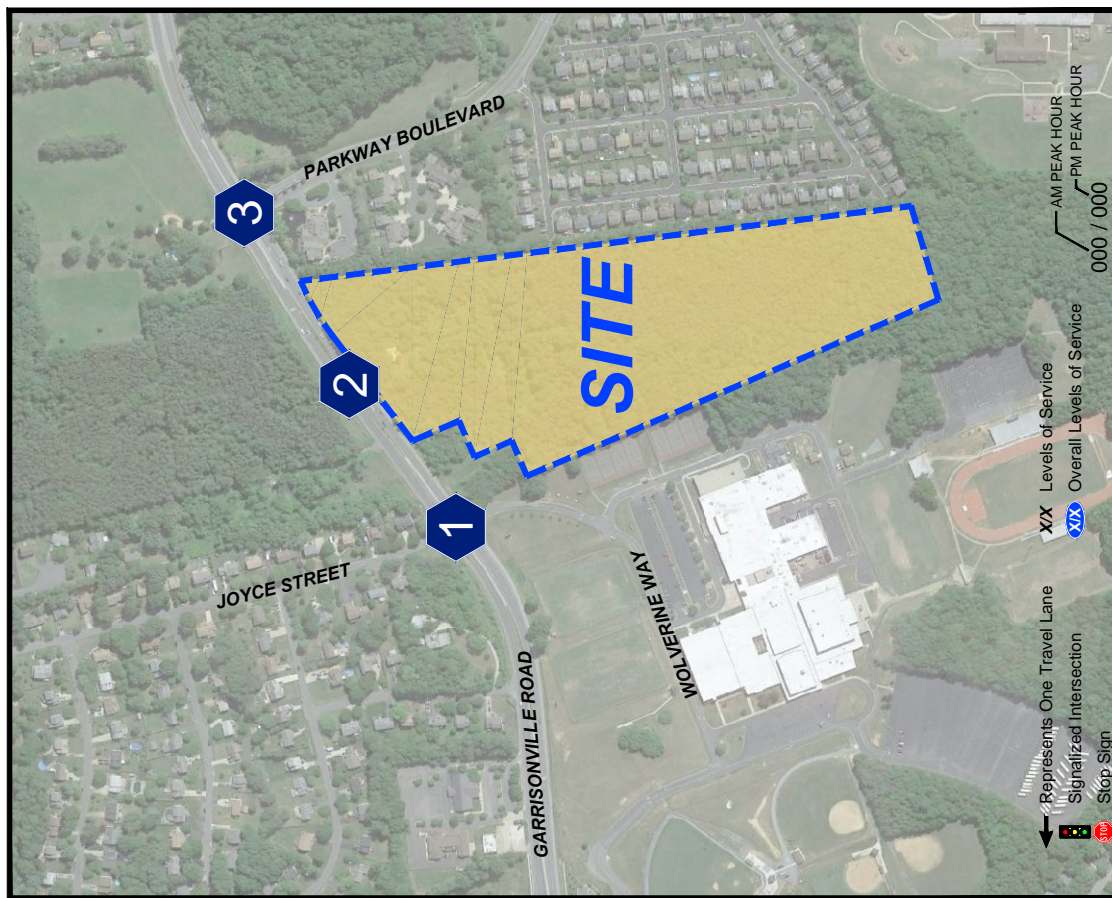 PARKWAY BOULEVARD
3
2
SITE
1
JOYCE STREET
WOLVERINE WAY
GARRISONVILLE ROAD
Represents One Travel Lane
Signalized Intersection
STOP Stop Sign
X/X Levels of Service
X/X Overall Levels of Service
AM PEAK HOUR
PM PEAK HOUR
000 / 000